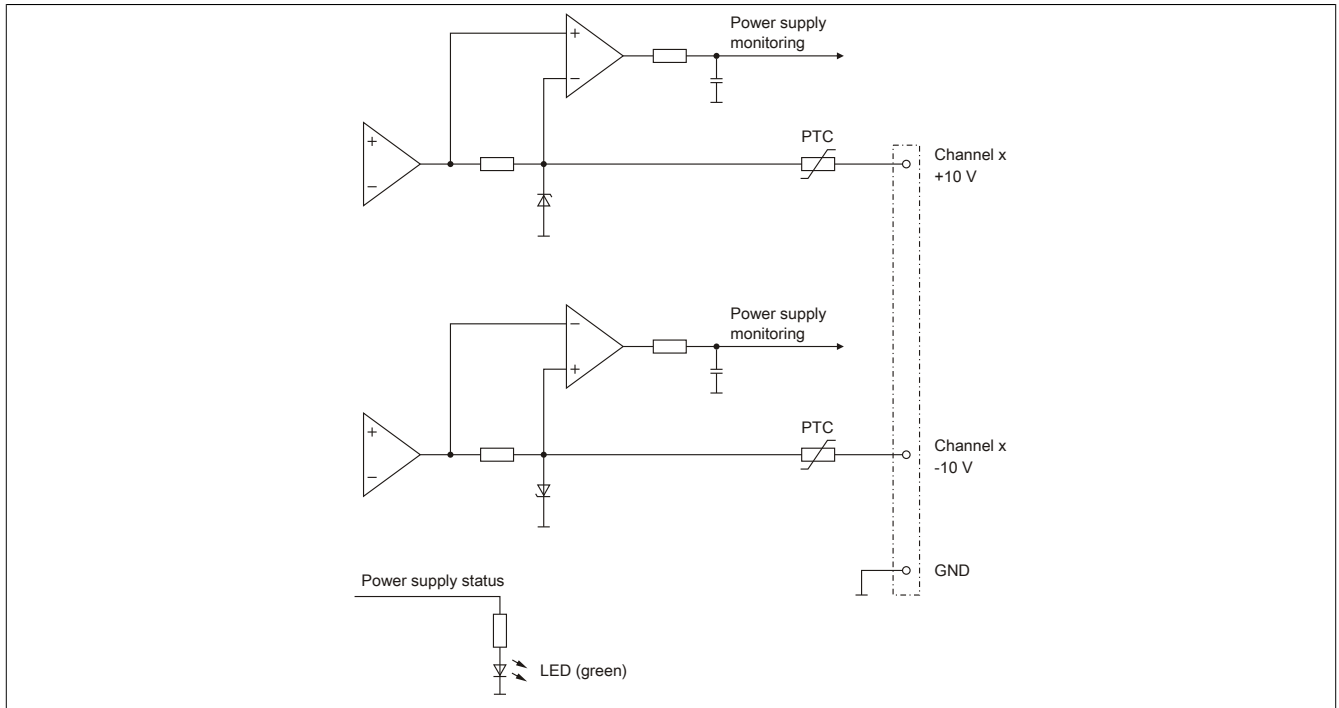 Power supply
monitoring
+
−
PTC
Channel x
+10 V
+
−
Power supply
monitoring
−
+
PTC
Channel x
-10 V
+
−
GND
Power supply status
LED (green)